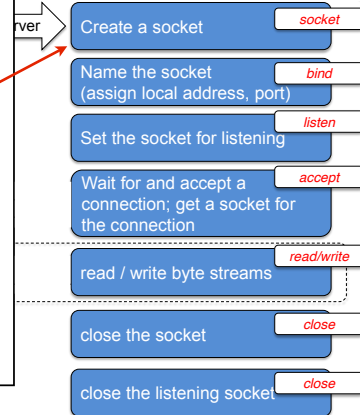 rver
Create a socket
socket
Name the socket
(assign local address, port)
bind
Set the socket for listening
listen
Wait for and accept a
connection; get a socket for
the connection
accept
read / write byte streams
read/write
close the socket
close
close the listening socket
close